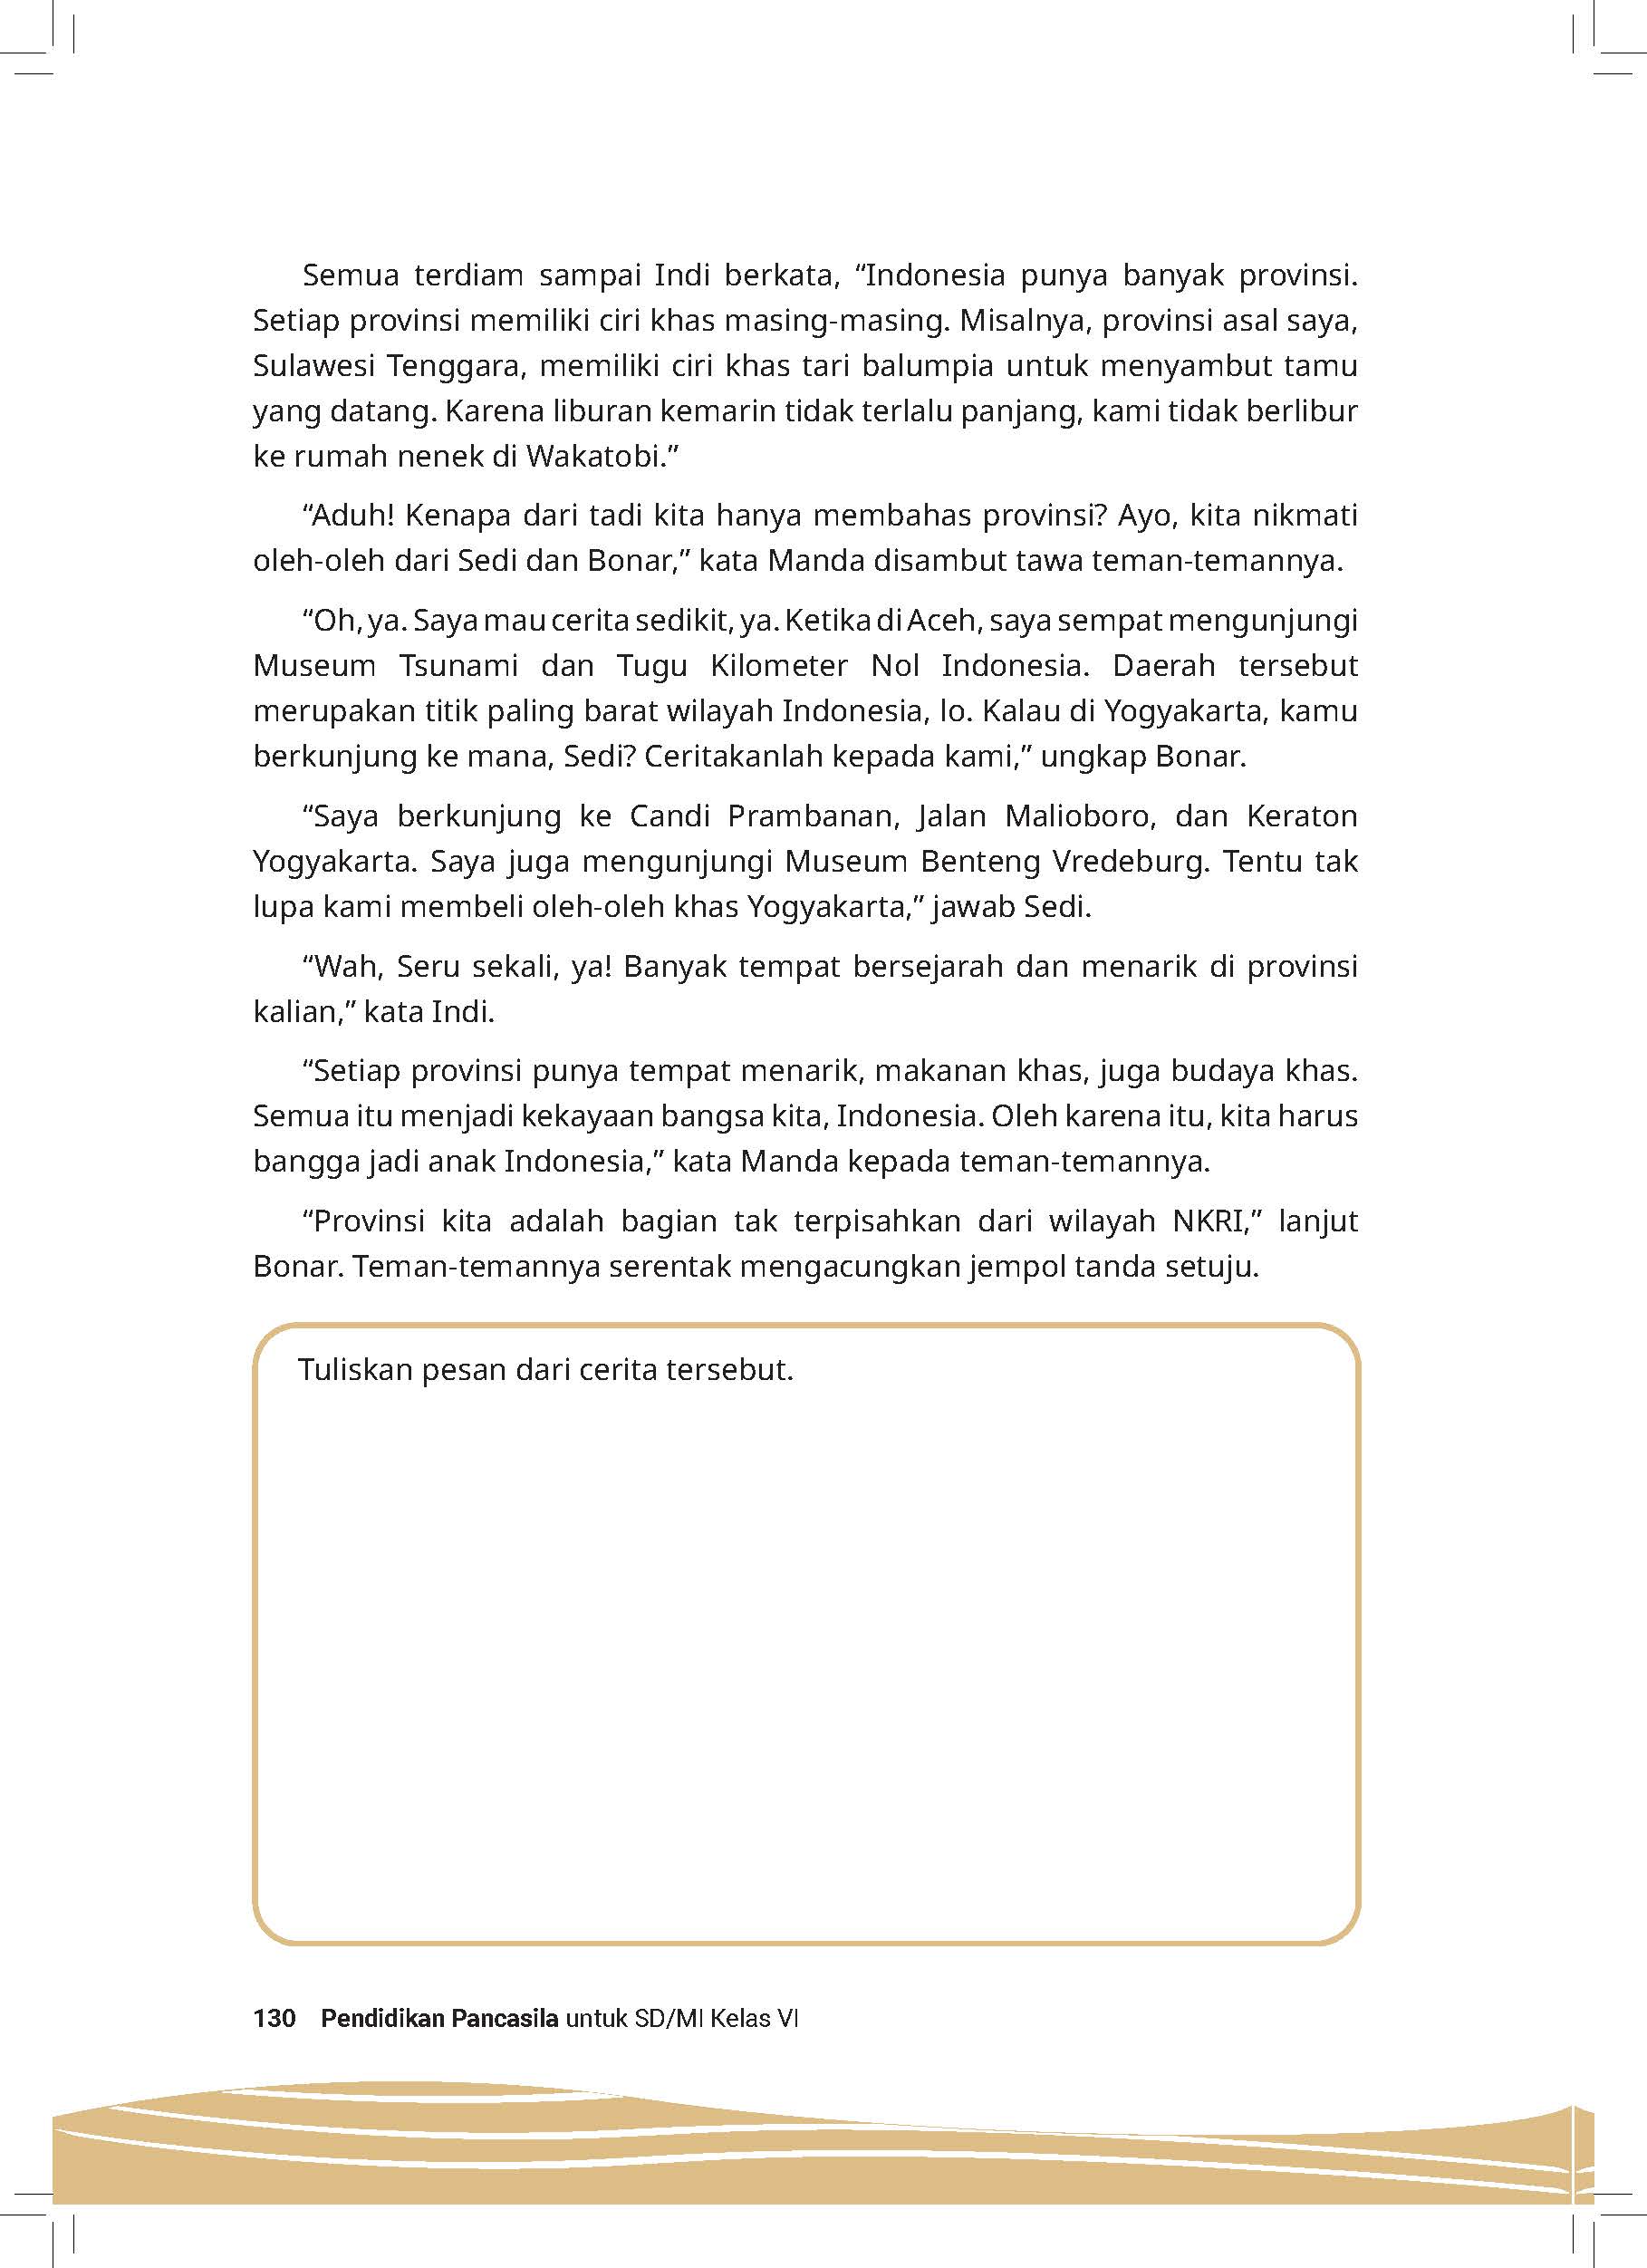 Semua terdiam sampai Indi berkata, “Indonesia punya banyak provinsi.
Setiap provinsi memiliki ciri khas masing-masing. Misalnya, provinsi asal saya,
Sulawesi Tenggara, memiliki ciri khas tari balumpia untuk menyambut tamu
yang datang. Karena liburan kemarin tidak terlalu panjang, kami tidak berlibur
ke rumah nenek di Wakatobi.”
“Aduh! Kenapa dari tadi kita hanya membahas provinsi? Ayo, kita nikmati
oleh-oleh dari Sedi dan Bonar,” kata Manda disambut tawa teman-temannya.
“Oh, ya. Saya mau cerita sedikit, ya. Ketika di Aceh, saya sempat mengunjungi
Museum Tsunami dan Tugu Kilometer Nol Indonesia. Daerah tersebut
merupakan titik paling barat wilayah Indonesia, lo. Kalau di Yogyakarta, kamu
berkunjung ke mana, Sedi? Ceritakanlah kepada kami,” ungkap Bonar.
“Saya berkunjung ke Candi Prambanan, Jalan Malioboro, dan Keraton
Yogyakarta. Saya juga mengunjungi Museum Benteng Vredeburg. Tentu tak
lupa kami membeli oleh-oleh khas Yogyakarta,” jawab Sedi.
“Wah, Seru sekali, ya! Banyak tempat bersejarah dan menarik di provinsi
kalian,” kata Indi.
“Setiap provinsi punya tempat menarik, makanan khas, juga budaya khas.
Semua itu menjadi kekayaan bangsa kita, Indonesia. Oleh karena itu, kita harus
bangga jadi anak Indonesia,” kata Manda kepada teman-temannya.
“Provinsi kita adalah bagian tak terpisahkan dari wilayah NKRI,” lanjut
Bonar. Teman-temannya serentak mengacungkan jempol tanda setuju.
Tuliskan pesan dari cerita tersebut.
130 Pendidikan Pancasila untuk SD/MI Kelas VI